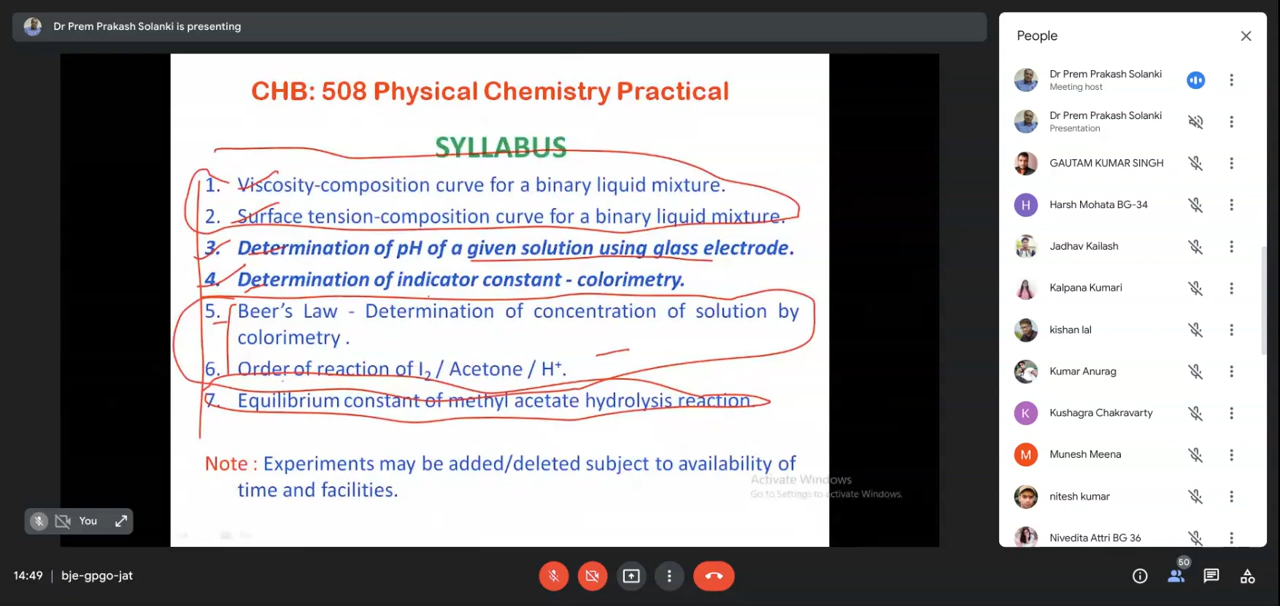 Dr Prem Prakash Solanki is presenting
CHB: 508 Physical Chemistry Practical
SYLLABUS
1. Viscosity-composition curve for a binary liquid mixture.
2. Surface tension-composition curve for a binary liquid mixture.
3. Determination of pH of a given solution using glass electrode.
4. Determination of indicator constant - colorimetry.
5. Beer's Law - Determination of concentration of solution by
colorimetry .
6. Order of reaction of I₂ / Acetone / H⁺.
7. Equilibrium constant of methyl acetate hydrolysis reaction.
Note : Experiments may be added/deleted subject to availability of
time and facilities.
Activate Windows
Go to Settings to activate Windows.
You
14:49 | bje-gpgo-jat
People
Dr Prem Prakash Solanki
Meeting host
Dr Prem Prakash Solanki
Presentation
GAUTAM KUMAR SINGH
H Harsh Mohata BG-34
Jadhav Kailash
Kalpana Kumari
kishan lal
Kumar Anurag
K Kushagra Chakravarty
M Munesh Meena
nitesh kumar
Nivedita Attri BG 36
50